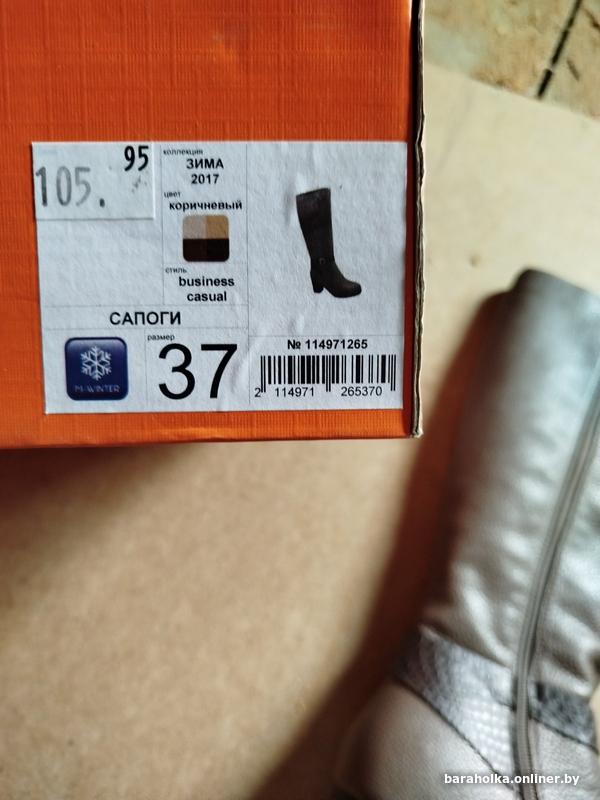 105.
95
коллекция
ЗИМА
2017
цвет
коричневый
стиль
business
casual
САПОГИ
размер
M-WINTER
37
№ 114971265
2 114971 265370
baraholka.onliner.by